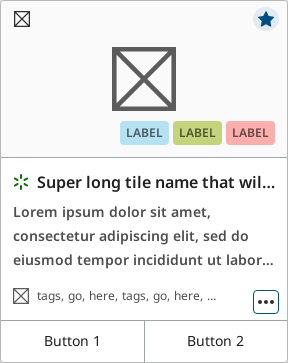 LABEL LABEL LABEL
Super long tile name that wil...
Lorem ipsum dolor sit amet,
consectetur adipiscing elit, sed do
eiusmod tempor incididunt ut labor...
tags, go, here, tags, go, here, ...
Button 1 Button 2